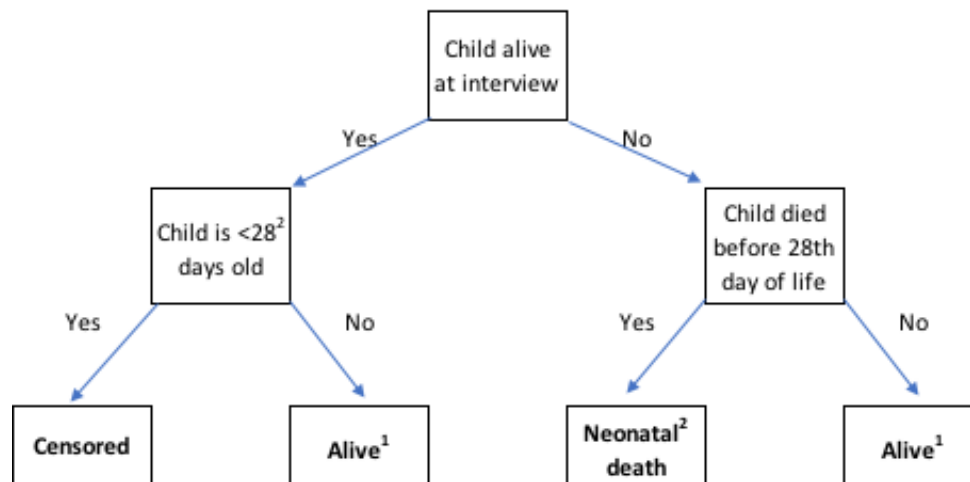 Child alive
at interview
Yes
No
Child is <28²
days old
Child died
before 28th
day of life
Yes
No
Yes
No
Censored
Alive¹
Neonatal²
death
Alive¹